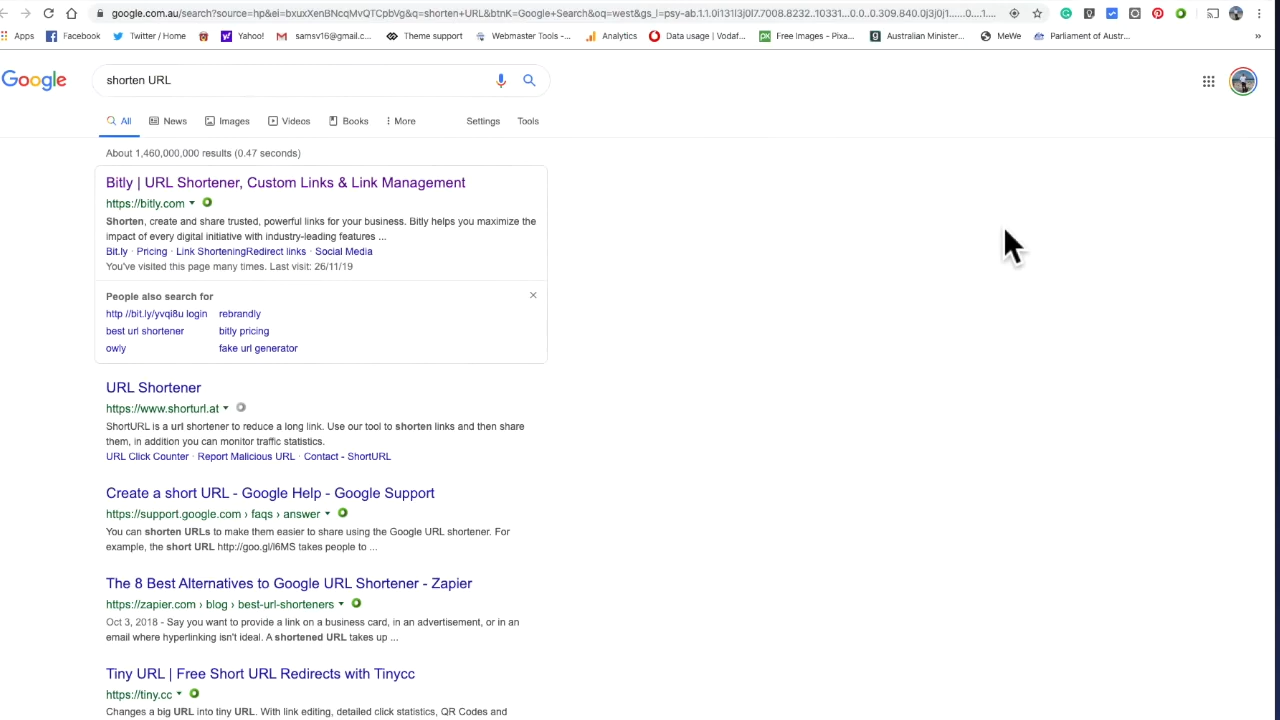 google.com.au/search?source=hp&ei=bxuxXenBNcqMvQTCpbVg&q=shorten+URL&btnK=Google+Search&oq=west&gs_l=psy-ab.1.1.0i131l3j0l7.7008.8232..10331...0.0..0.309.840.0j3j0j1......0....1....
Apps Facebook Twitter / Home Yahoo! samsv16@gmail.c... Theme support Webmaster Tools -... Analytics Data usage | Vodaf... Free Images - Pixa... Australian Minister... MeWe Parliament of Austr... »
Google shorten URL
All News Images Videos Books More Settings Tools
About 1,460,000,000 results (0.47 seconds)
Bitly | URL Shortener, Custom Links & Link Management
https://bitly.com
Shorten, create and share trusted, powerful links for your business. Bitly helps you maximize the
impact of every digital initiative with industry-leading features ...
Bit.ly · Pricing · Link ShorteningRedirect links · Social Media
You've visited this page many times. Last visit: 26/11/19
People also search for
http //bit.ly/yvqi8u login rebrandly
best url shortener bitly pricing
owly fake url generator
URL Shortener
https://www.shorturl.at
ShortURL is a url shortener to reduce a long link. Use our tool to shorten links and then share
them, in addition you can monitor traffic statistics.
URL Click Counter · Report Malicious URL · Contact - ShortURL
Create a short URL - Google Help - Google Support
https://support.google.com › faqs › answer
You can shorten URLs to make them easier to share using the Google URL shortener. For
example, the short URL http://goo.gl/l6MS takes people to ...
The 8 Best Alternatives to Google URL Shortener - Zapier
https://zapier.com › blog › best-url-shorteners
Oct 3, 2018 - Say you want to provide a link on a business card, in an advertisement, or in an
email where hyperlinking isn't ideal. A shortened URL takes up ...
Tiny URL | Free Short URL Redirects with Tinycc
https://tiny.cc
Changes a big URL into tiny URL. With link editing, detailed click statistics, QR Codes and